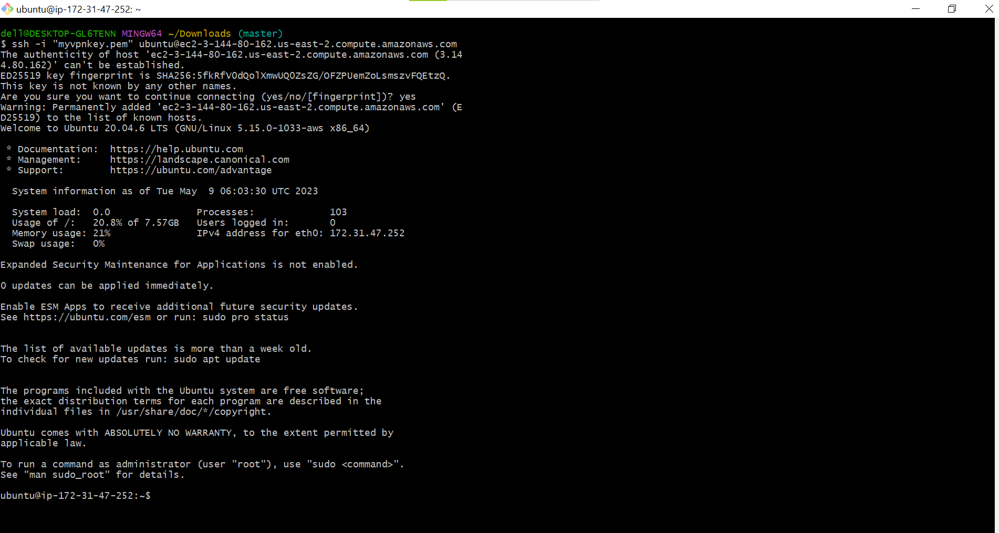 ubuntu@ip-172-31-47-252: ~
dell@DESKTOP-GL6TENN MINGW64 ~/Downloads (master)
$ ssh -i "myvpnkey.pem" ubuntu@ec2-3-144-80-162.us-east-2.compute.amazonaws.com
The authenticity of host 'ec2-3-144-80-162.us-east-2.compute.amazonaws.com (3.14
4.80.162)' can't be established.
ED25519 key fingerprint is SHA256:5fkRfV0dQolXmwUQ0ZsZG/OFZPUemZoLsmszvFQEtzQ.
This key is not known by any other names.
Are you sure you want to continue connecting (yes/no/[fingerprint])? yes
Warning: Permanently added 'ec2-3-144-80-162.us-east-2.compute.amazonaws.com' (E
D25519) to the list of known hosts.
Welcome to Ubuntu 20.04.6 LTS (GNU/Linux 5.15.0-1033-aws x86_64)
* Documentation:  https://help.ubuntu.com
* Management:     https://landscape.canonical.com
* Support:        https://ubuntu.com/advantage
System information as of Tue May  9 06:03:30 UTC 2023
System load:  0.0               Processes:             103
Usage of /:   20.8% of 7.57GB   Users logged in:       0
Memory usage: 21%               IPv4 address for eth0: 172.31.47.252
Swap usage:   0%
Expanded Security Maintenance for Applications is not enabled.
0 updates can be applied immediately.
Enable ESM Apps to receive additional future security updates.
See https://ubuntu.com/esm or run: sudo pro status
The list of available updates is more than a week old.
To check for new updates run: sudo apt update
The programs included with the Ubuntu system are free software;
the exact distribution terms for each program are described in the
individual files in /usr/share/doc/*/copyright.
Ubuntu comes with ABSOLUTELY NO WARRANTY, to the extent permitted by
applicable law.
To run a command as administrator (user "root"), use "sudo <command>".
See "man sudo_root" for details.
ubuntu@ip-172-31-47-252:~$